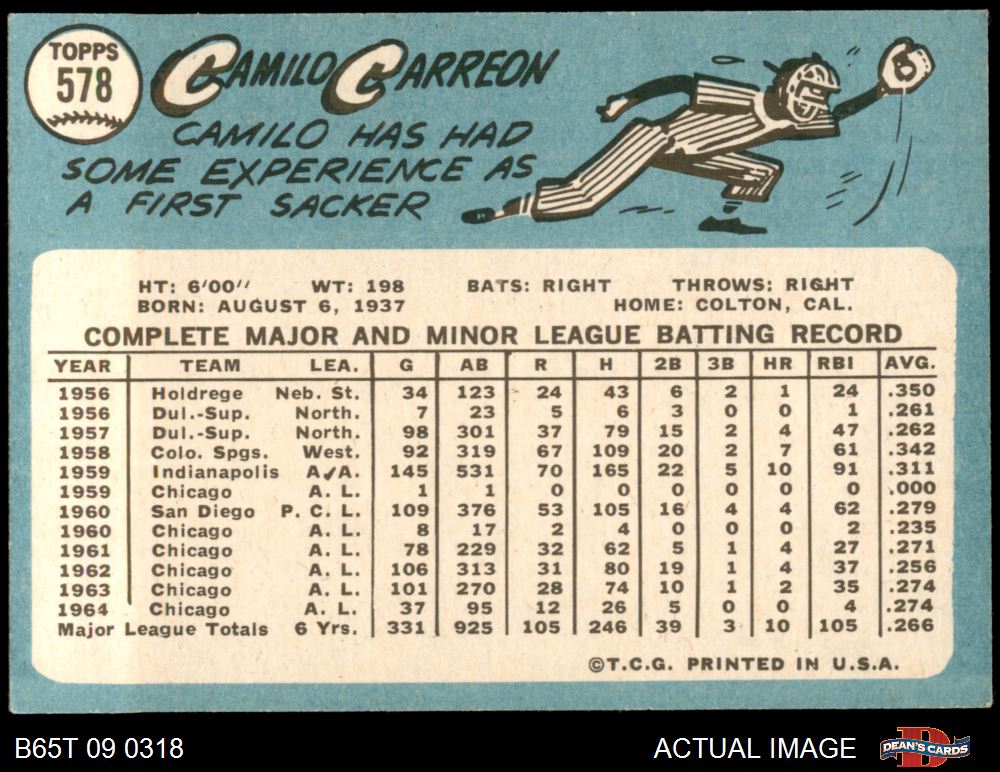 TOPPS
578
CAMILO CARREON
CAMILO HAS HAD
SOME EXPERIENCE AS
A FIRST SACKER
HT: 6'00" WT: 198 BATS: RIGHT THROWS: RIGHT
BORN: AUGUST 6, 1937 HOME: COLTON, CAL.
COMPLETE MAJOR AND MINOR LEAGUE BATTING RECORD
YEAR TEAM LEA. G AB R H 2B 3B HR RBI AVG.
1956 Holdrege Neb. St. 34 123 24 43 6 2 1 24 .350
1956 Dul.-Sup. North. 7 23 5 6 3 0 0 1 .261
1957 Dul.-Sup. North. 98 301 37 79 15 2 4 47 .262
1958 Colo. Spgs. West. 92 319 67 109 20 2 7 61 .342
1959 Indianapolis A.A. 145 531 70 165 22 5 10 91 .311
1959 Chicago A. L. 1 1 0 0 0 0 0 0 .000
1960 San Diego P. C. L. 109 376 53 105 16 4 4 62 .279
1960 Chicago A. L. 8 17 2 4 0 0 0 2 .235
1961 Chicago A. L. 78 229 32 62 5 1 4 27 .271
1962 Chicago A. L. 106 313 31 80 19 1 4 37 .256
1963 Chicago A. L. 101 270 28 74 10 1 2 35 .274
1964 Chicago A. L. 37 95 12 26 5 0 0 4 .274
Major League Totals 6 Yrs. 331 925 105 246 39 3 10 105 .266
©T.C.G. PRINTED IN U.S.A.
B65T 09 0318 ACTUAL IMAGE DEAN'S CARDS